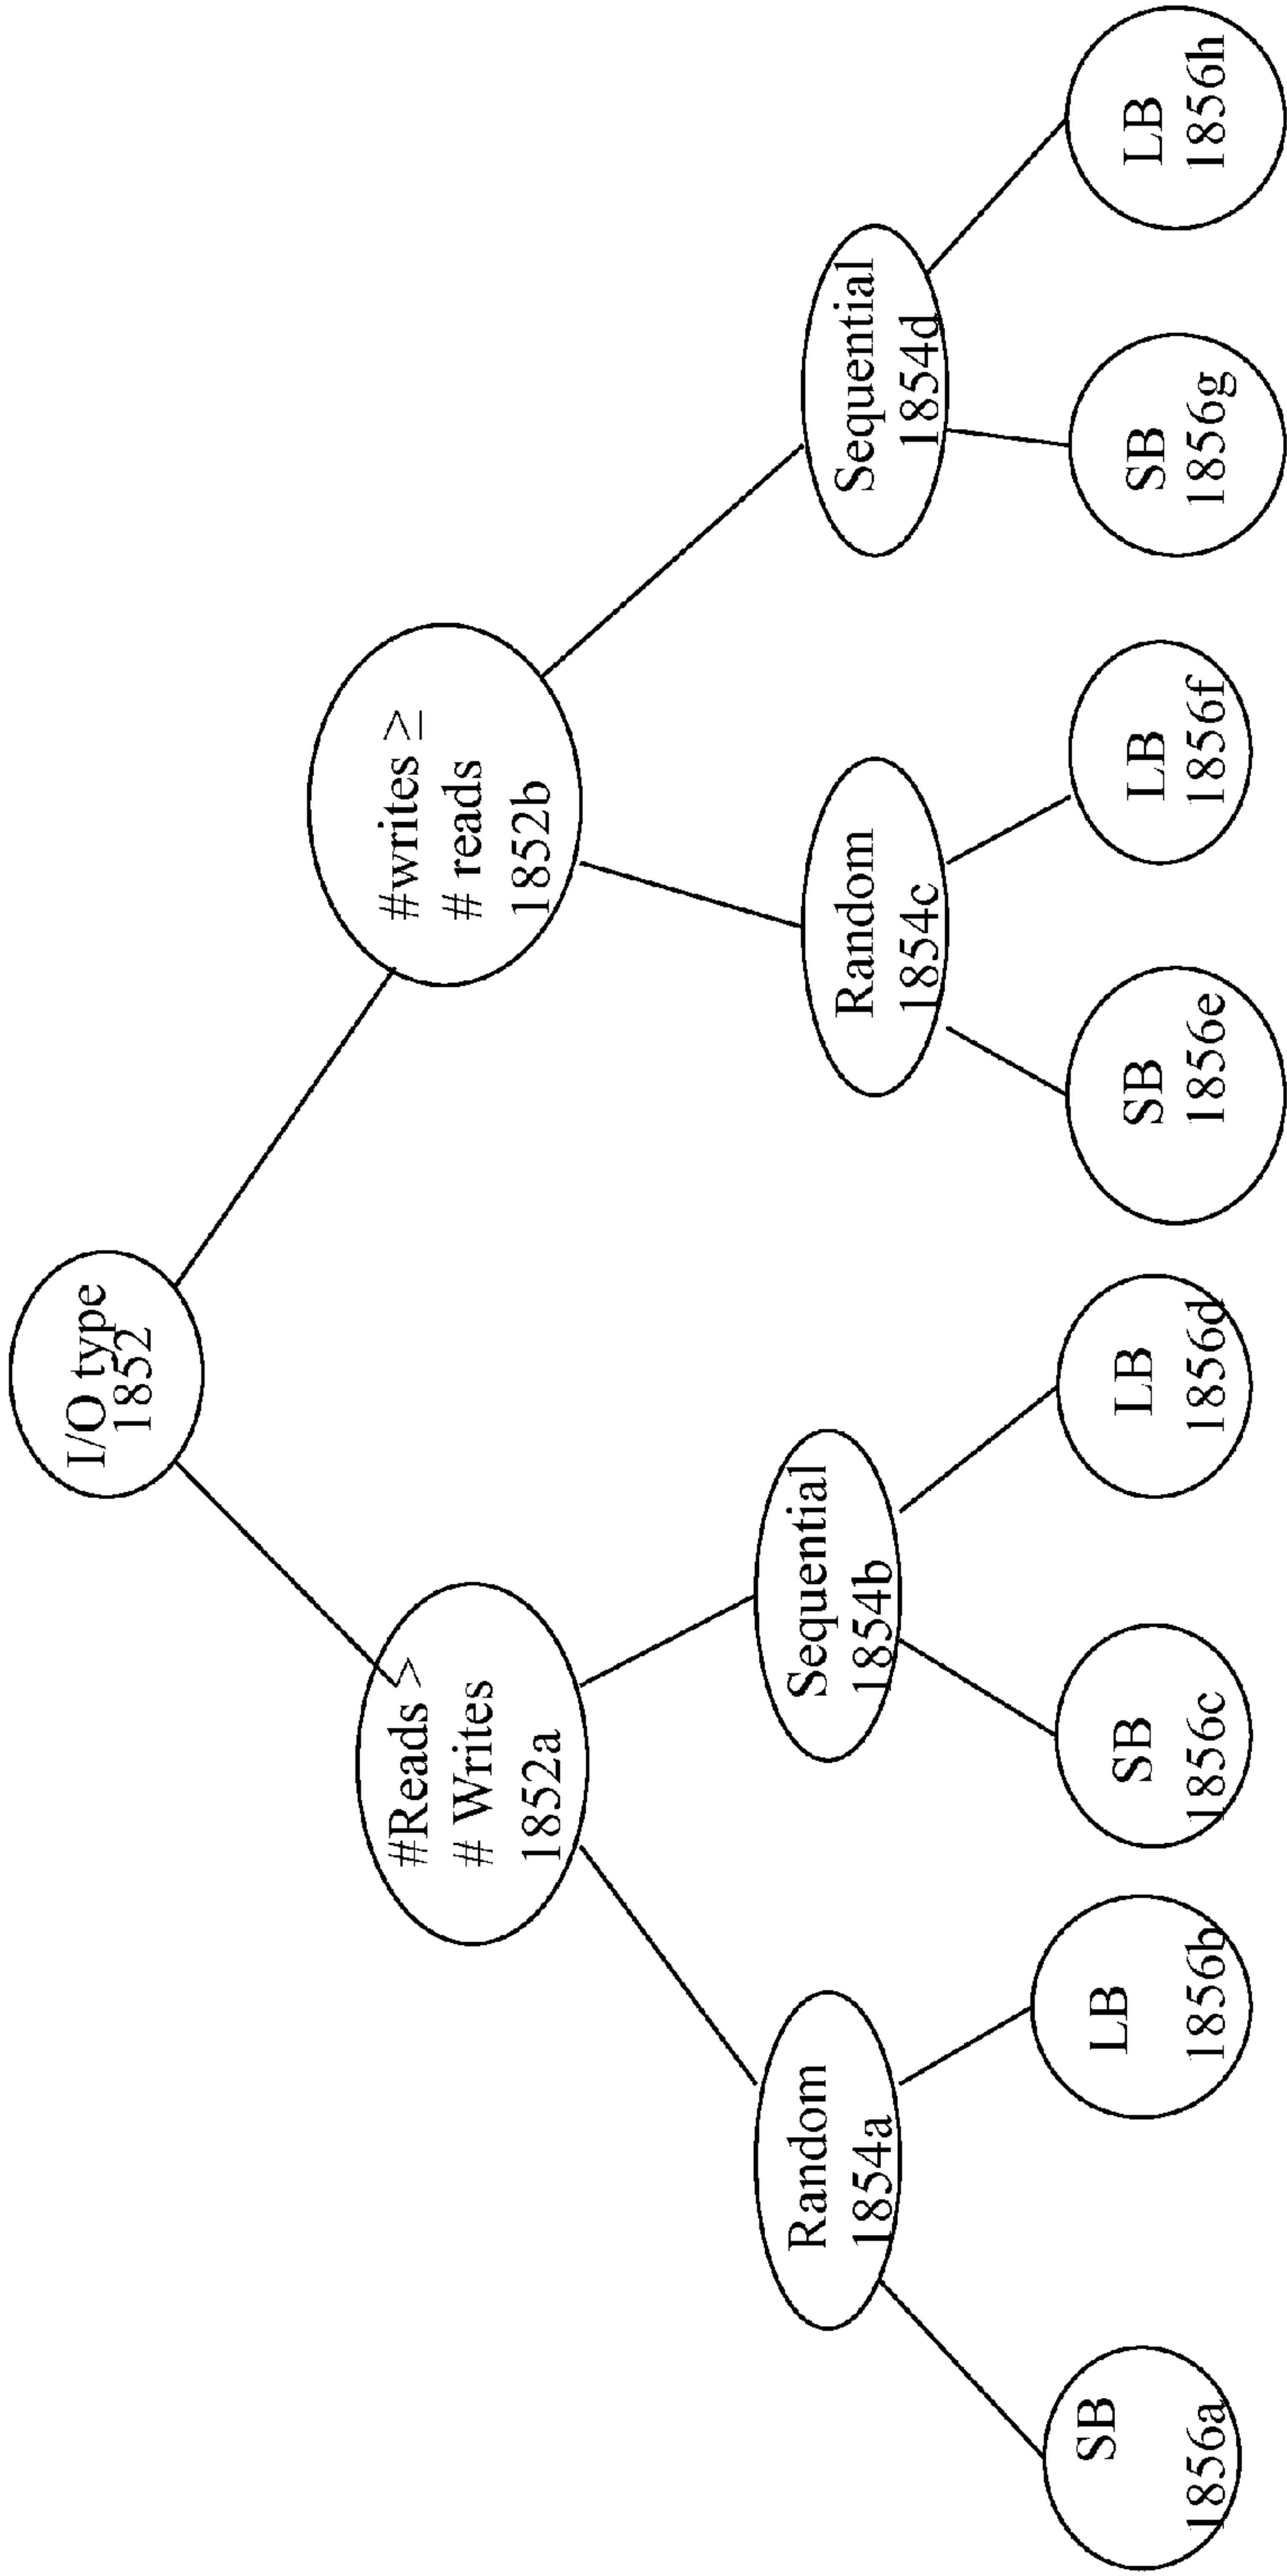 I/O type
1852
#Reads >
# Writes
1852a
#writes ≥
# reads
1852b
Random
1854a
Sequential
1854b
Random
1854c
Sequential
1854d
SB
1856a
LB
1856b
SB
1856c
LB
1856d
SB
1856e
LB
1856f
SB
1856g
LB
1856h